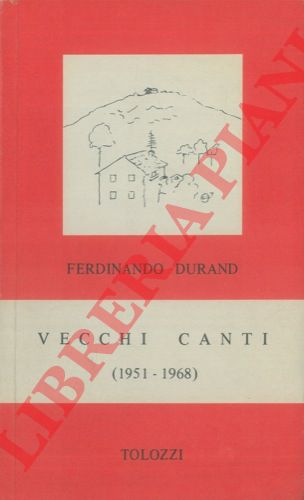 FERDINANDO DURAND
VECCHI CANTI
(1951 - 1968)
TOLOZZI
LIBRERIA PIANI